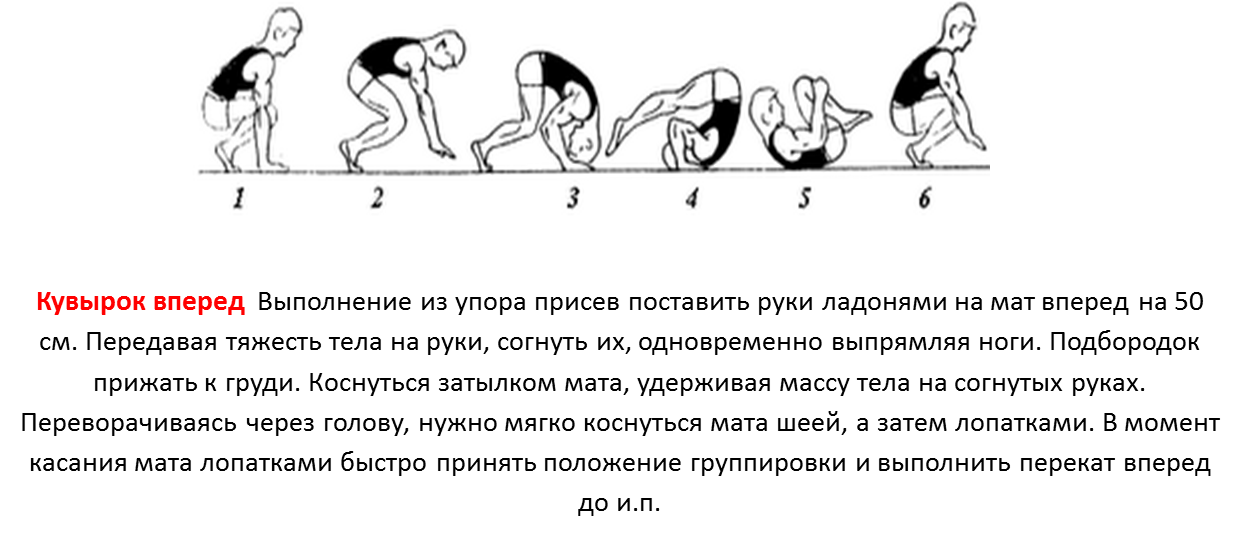 1 2 3 4 5 6
Кувырок вперед Выполнение из упора присев поставить руки ладонями на мат вперед на 50
см. Передавая тяжесть тела на руки, согнуть их, одновременно выпрямляя ноги. Подбородок
прижать к груди. Коснуться затылком мата, удерживая массу тела на согнутых руках.
Переворачиваясь через голову, нужно мягко коснуться мата шеей, а затем лопатками. В момент
касания мата лопатками быстро принять положение группировки и выполнить перекат вперед
до и.п.